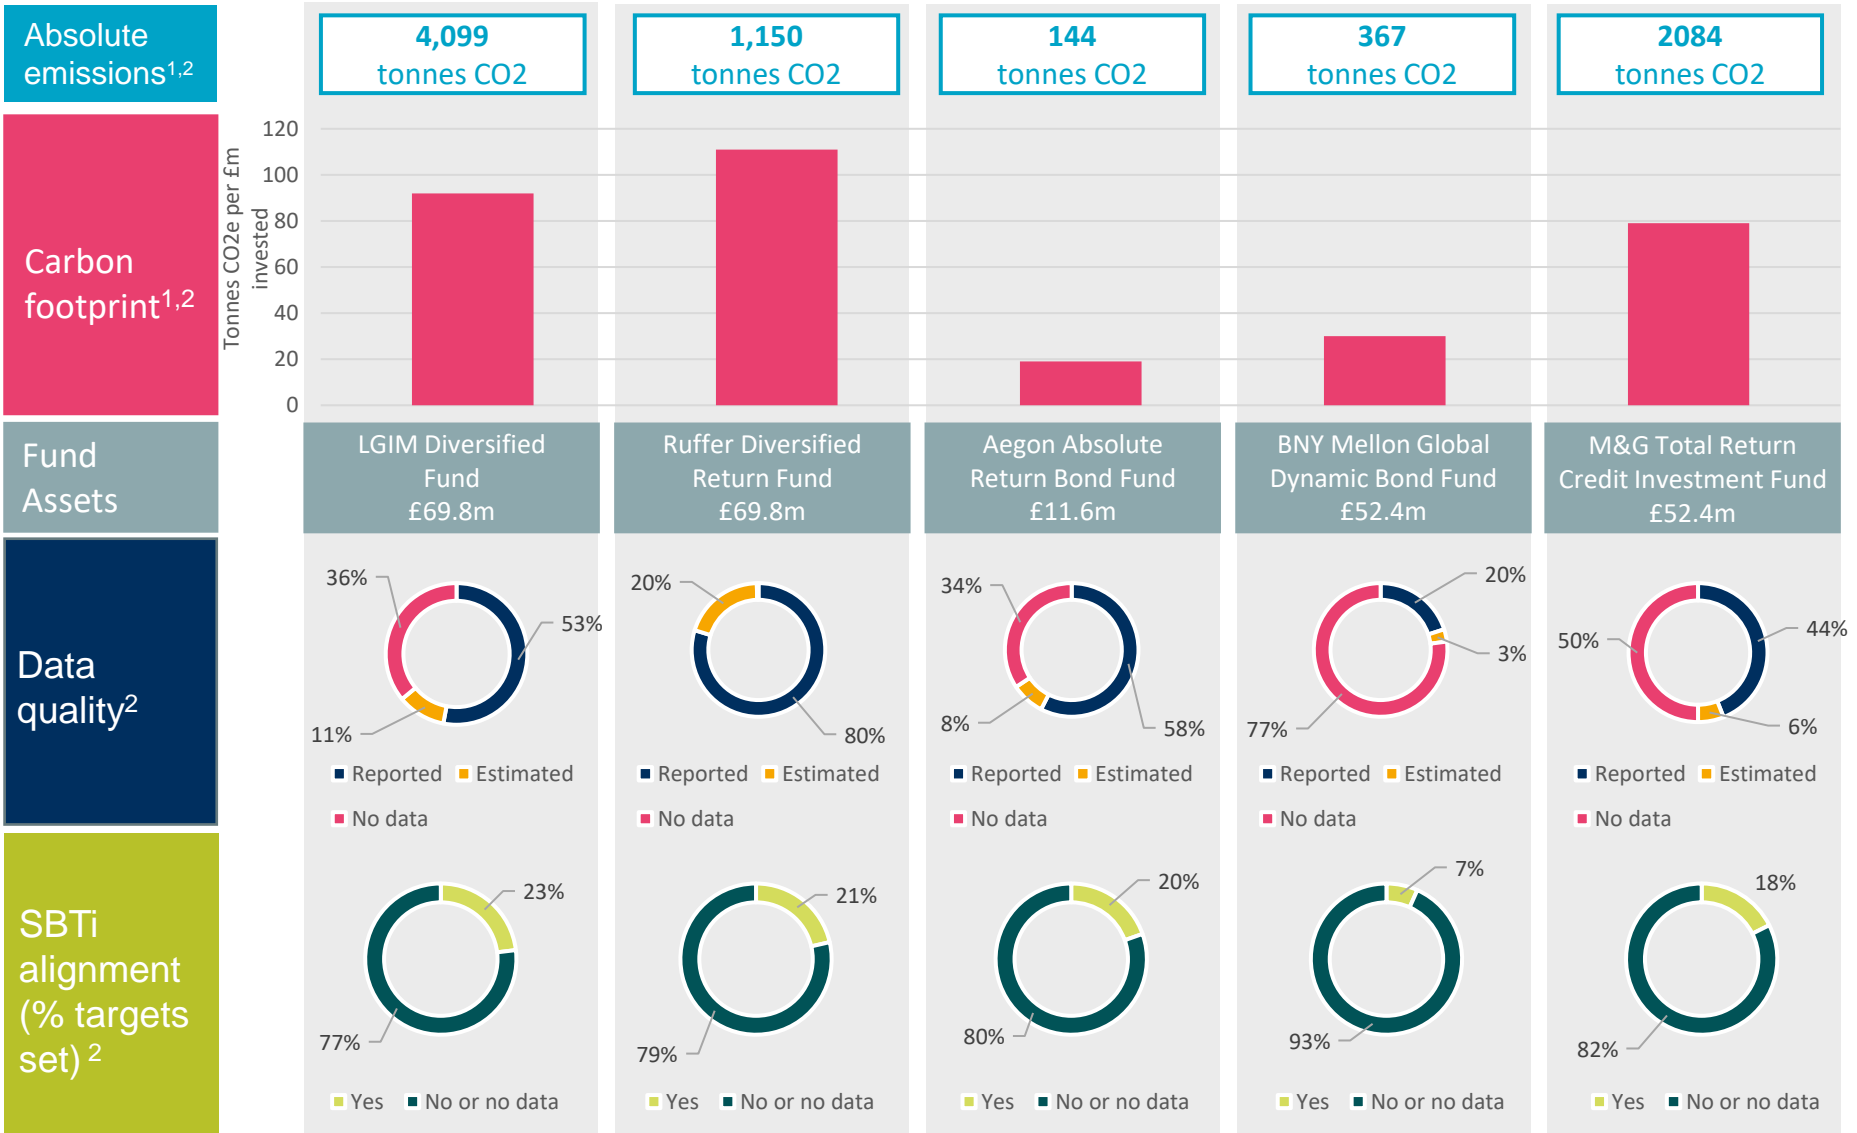 Absolute
emissions1,2
4,099
tonnes CO2
1,150
tonnes CO2
144
tonnes CO2
367
tonnes CO2
2084
tonnes CO2
Carbon
footprint1,2
Tonnes CO2e per £m
invested
120
100
80
60
40
20
0
Fund
Assets
LGIM Diversified
Fund
£69.8m
Ruffer Diversified
Return Fund
£69.8m
Aegon Absolute
Return Bond Fund
£11.6m
BNY Mellon Global
Dynamic Bond Fund
£52.4m
M&G Total Return
Credit Investment Fund
£52.4m
Data
quality2
36%
53%
11%
Reported Estimated
No data
20%
80%
Reported Estimated
No data
34%
8%
58%
Reported Estimated
No data
20%
3%
77%
Reported Estimated
No data
50%
44%
6%
Reported Estimated
No data
SBTi
alignment
(% targets
set) 2
23%
77%
Yes No or no data
21%
79%
Yes No or no data
20%
80%
Yes No or no data
7%
93%
Yes No or no data
18%
82%
Yes No or no data